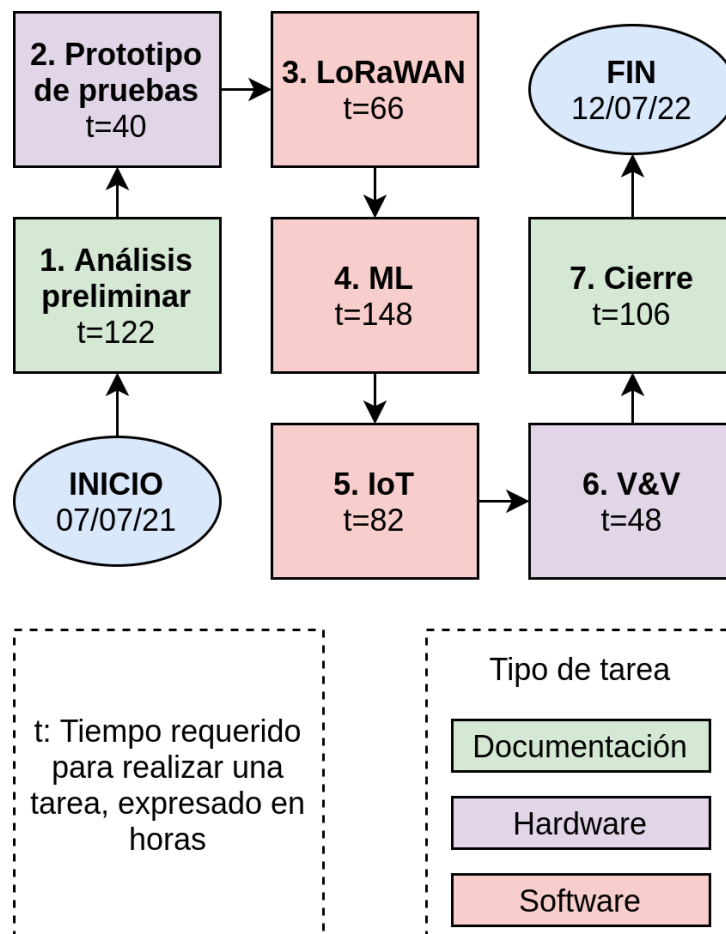 2. Prototipo
de pruebas
t=40
3. LoRaWAN
t=66
FIN
12/07/22
1. Análisis
preliminar
t=122
4. ML
t=148
7. Cierre
t=106
INICIO
07/07/21
5. IoT
t=82
6. V&V
t=48
t: Tiempo requerido
para realizar una
tarea, expresado en
horas
Tipo de tarea
Documentación
Hardware
Software